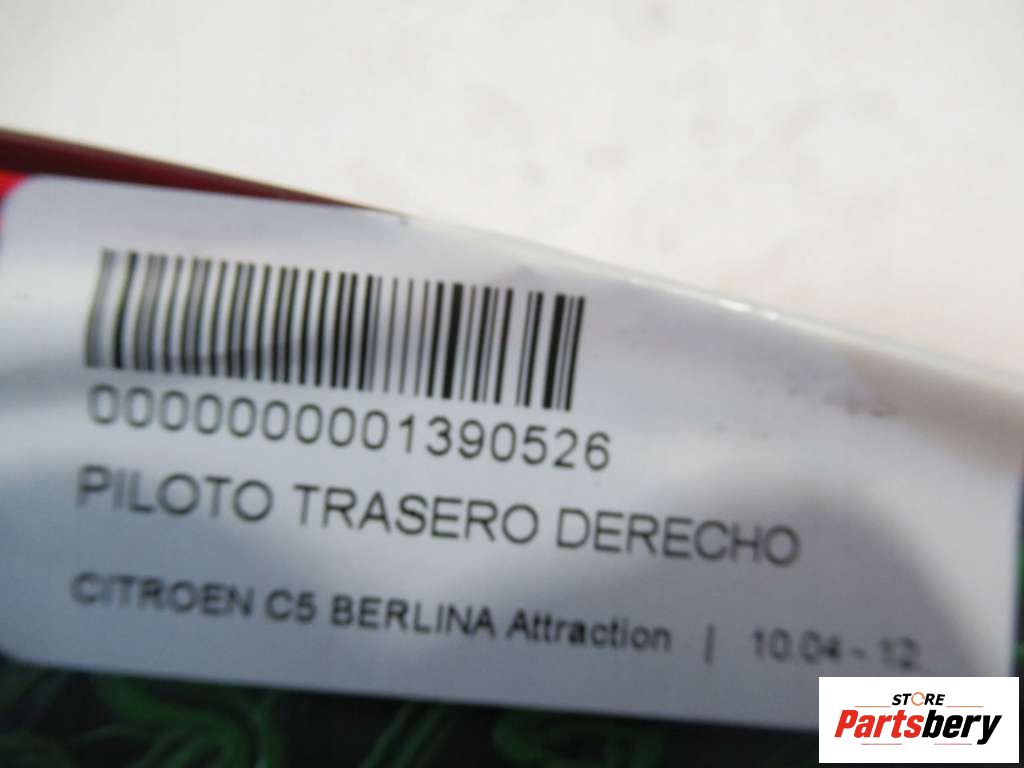 0000000001390526
PILOTO TRASERO DERECHO
CITROEN C5 BERLINA Attraction | 10.04 - 12
STORE
Partsbery